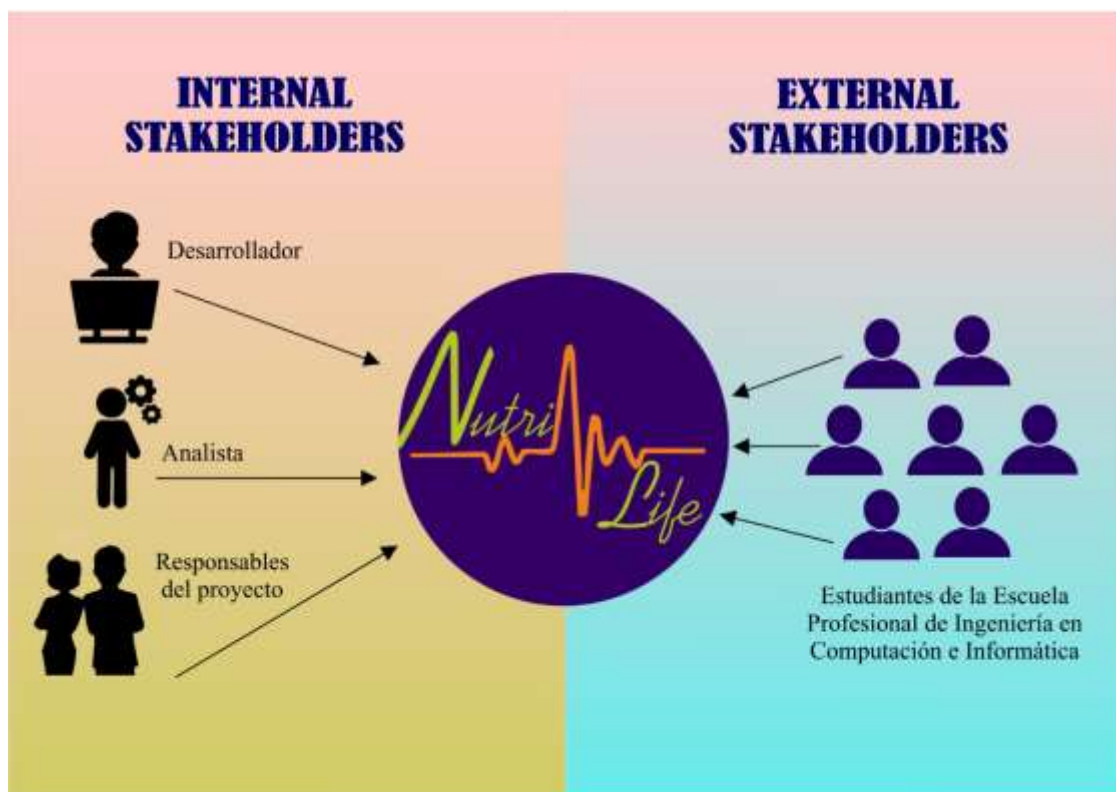 INTERNAL
STAKEHOLDERS
EXTERNAL
STAKEHOLDERS
Desarrollador
Analista
Responsables
del proyecto
Nutri
Life
Estudiantes de la Escuela
Profesional de Ingeniería en
Computación e Informática